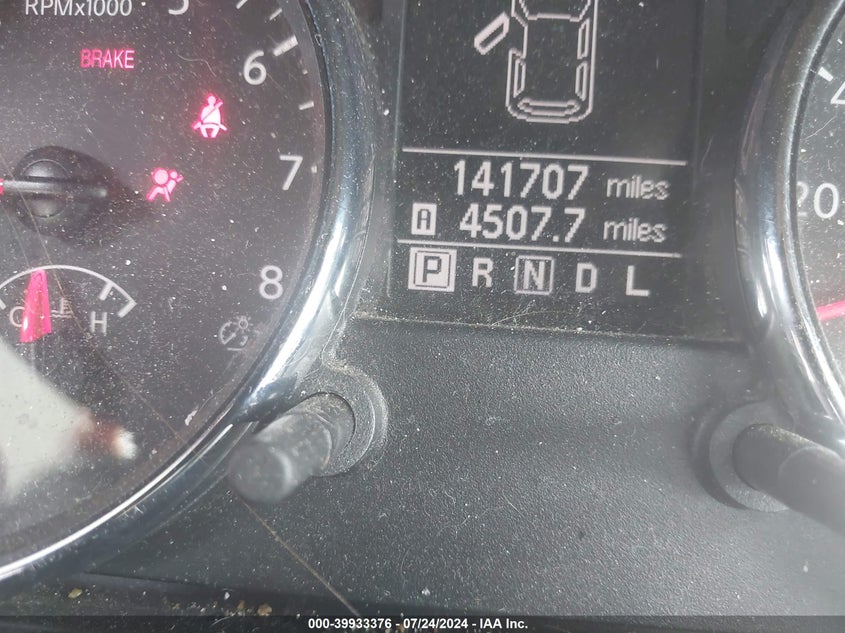 RPMx1000
5
BRAKE
6
7
8
C H
141707 miles
A 4507.7 miles
P R N D L
20
000-39933376 - 07/24/2024 - IAA Inc.